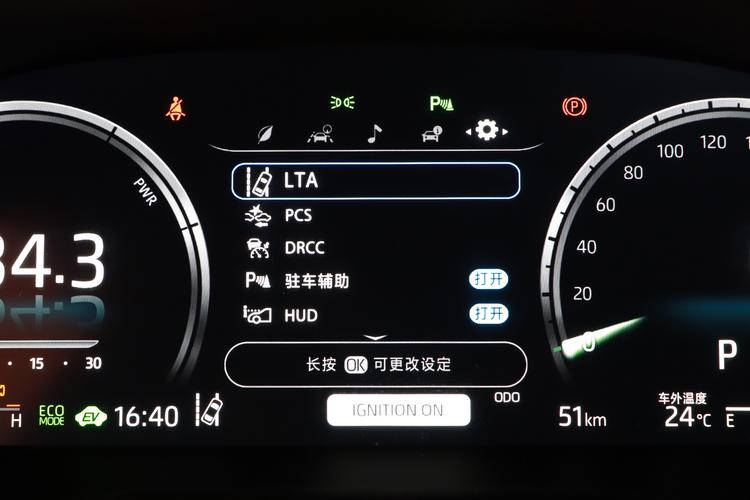 P
P
LTA
PCS
DRCC
P 驻车辅助 打开
HUD 打开
长按 OK 可更改设定
PWR
34.3
15 · 30
H
ECO
MODE
EV
16:40
IGNITION ON
ODO
51km
车外温度
24℃
E
120
100
80
60
40
20
0
P